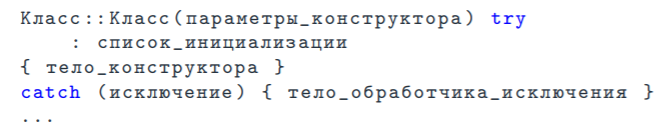 Класс::Класс(параметры_конструктора) try
    : список_инициализации
{ тело_конструктора }
catch (исключение) { тело_обработчика_исключения }
...